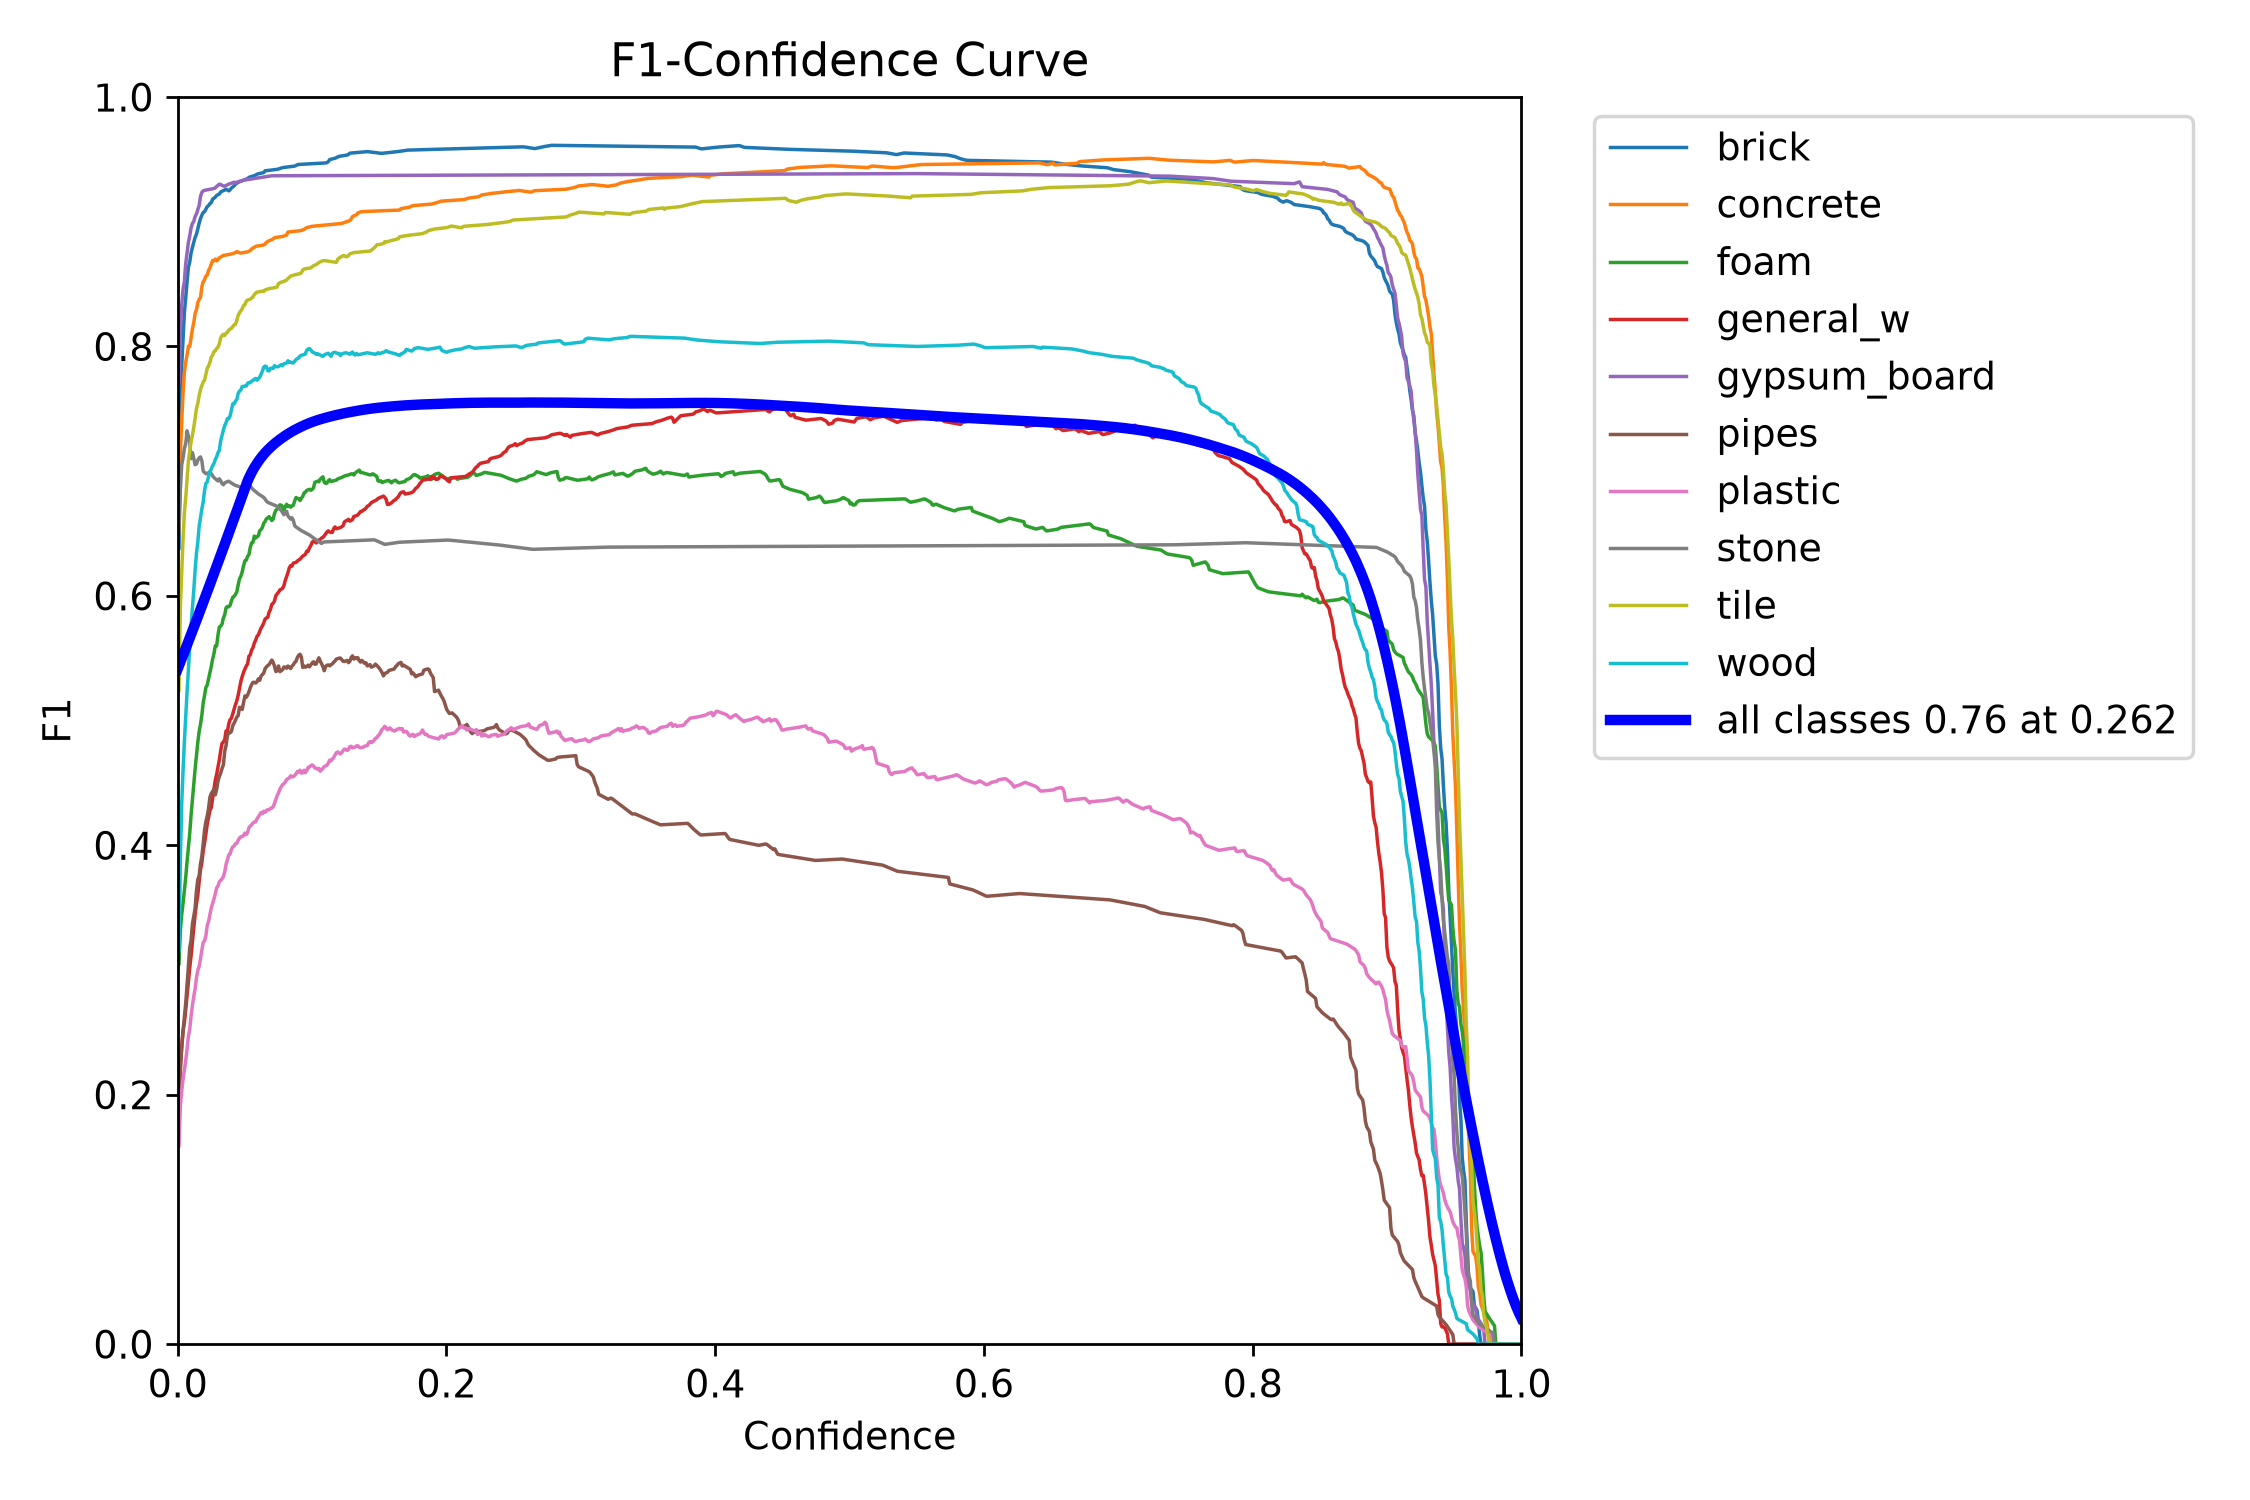 F1-Confidence Curve
1.0
0.8
0.6
0.4
0.2
0.0
F1
0.0 0.2 0.4 0.6 0.8 1.0
Confidence
brick
concrete
foam
general_w
gypsum_board
pipes
plastic
stone
tile
wood
all classes 0.76 at 0.262